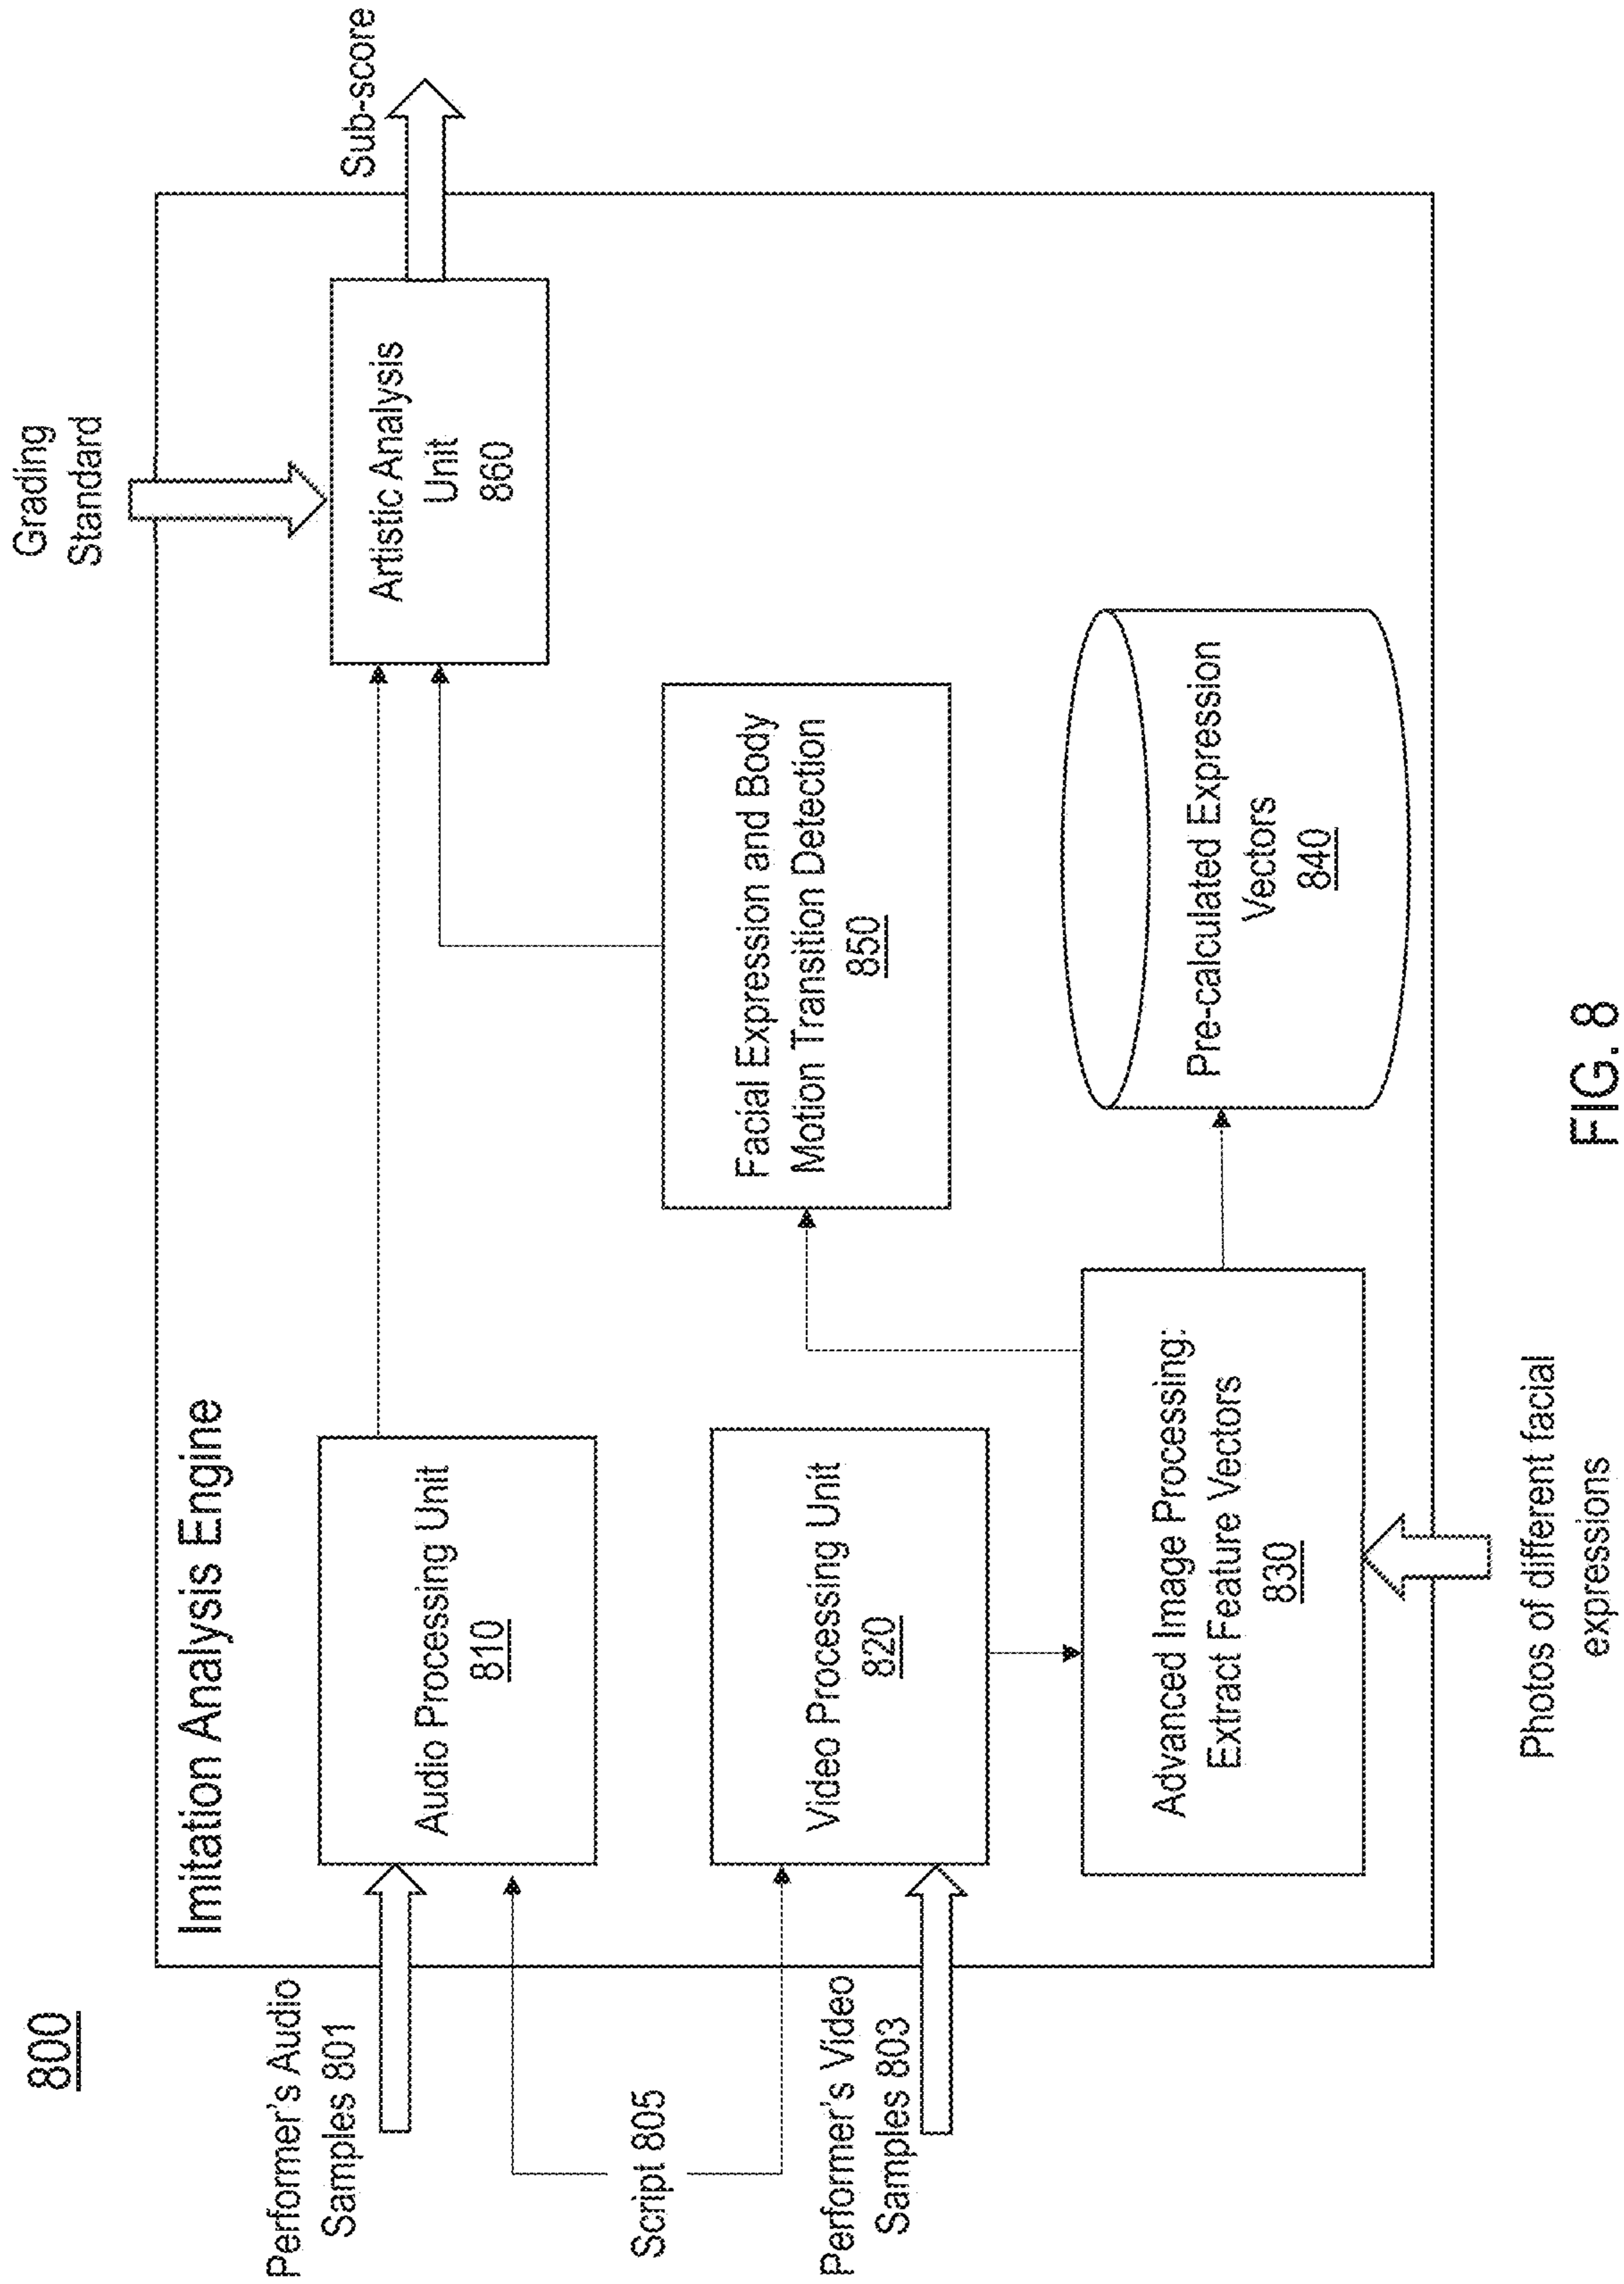 800
Imitation Analysis Engine
Grading
Standard
Performer's Audio
Samples 801
Audio Processing Unit
810
Artistic Analysis
Unit
860
Sub-score
Script 805
Performer's Video
Samples 803
Video Processing Unit
820
Facial Expression and Body
Motion Transition Detection
850
Advanced Image Processing:
Extract Feature Vectors
830
Pre-calculated Expression
Vectors
840
Photos of different facial
expressions
FIG. 8